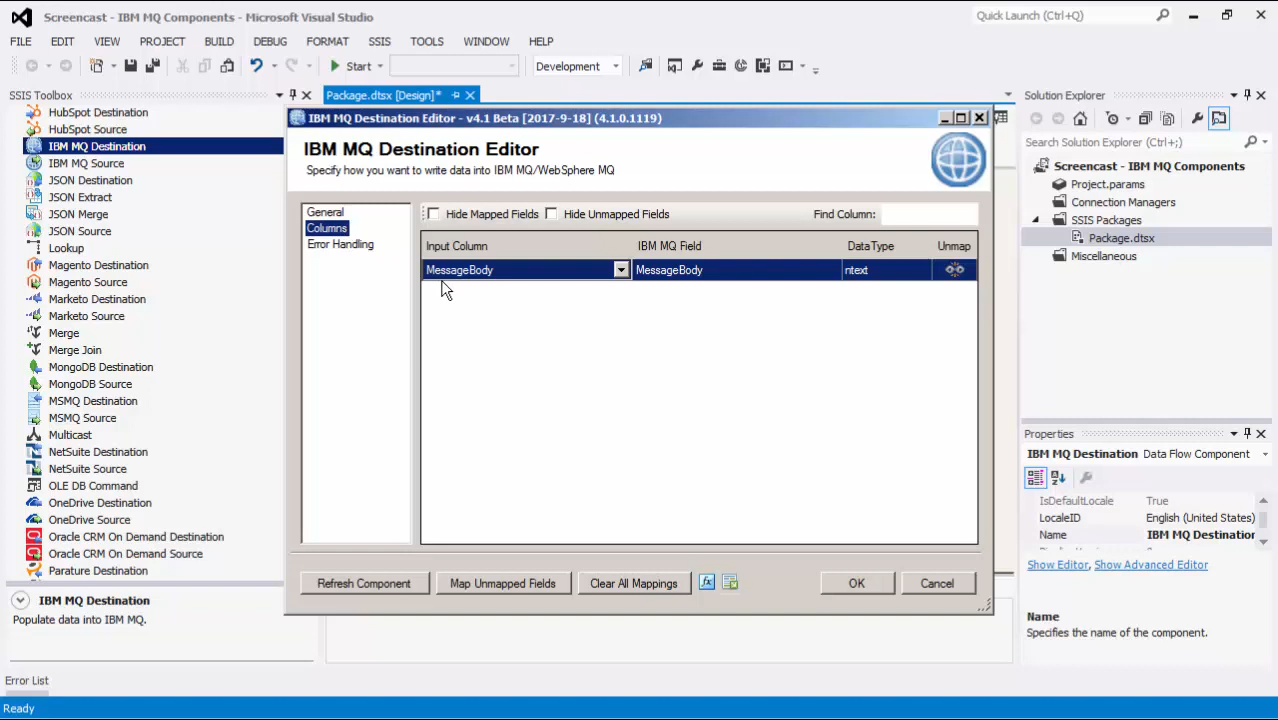 Screencast - IBM MQ Components - Microsoft Visual Studio
Quick Launch (Ctrl+Q)
FILE EDIT VIEW PROJECT BUILD DEBUG FORMAT SSIS TOOLS WINDOW HELP
Start
Development
SSIS Toolbox
HubSpot Destination
HubSpot Source
IBM MQ Destination
IBM MQ Source
JSON Destination
JSON Extract
JSON Merge
JSON Source
Lookup
Magento Destination
Magento Source
Marketo Destination
Marketo Source
Merge
Merge Join
MongoDB Destination
MongoDB Source
MSMQ Destination
MSMQ Source
Multicast
NetSuite Destination
NetSuite Source
OLE DB Command
OneDrive Destination
OneDrive Source
Oracle CRM On Demand Destination
Oracle CRM On Demand Source
Parature Destination
IBM MQ Destination
Populate data into IBM MQ.
Package.dtsx [Design]*
IBM MQ Destination Editor - v4.1 Beta [2017-9-18] (4.1.0.1119)
IBM MQ Destination Editor
Specify how you want to write data into IBM MQ/WebSphere MQ
General
Columns
Error Handling
Hide Mapped Fields
Hide Unmapped Fields
Find Column:
Input Column IBM MQ Field DataType Unmap
MessageBody MessageBody ntext
Refresh Component
Map Unmapped Fields
Clear All Mappings
fx
OK
Cancel
Solution Explorer
Search Solution Explorer (Ctrl+;)
Screencast - IBM MQ Components
Project.params
Connection Managers
SSIS Packages
Package.dtsx
Miscellaneous
Properties
IBM MQ Destination Data Flow Component
IsDefaultLocale True
LocaleID English (United States)
Name IBM MQ Destination
Show Editor, Show Advanced Editor
Name
Specifies the name of the component.
Error List
Ready